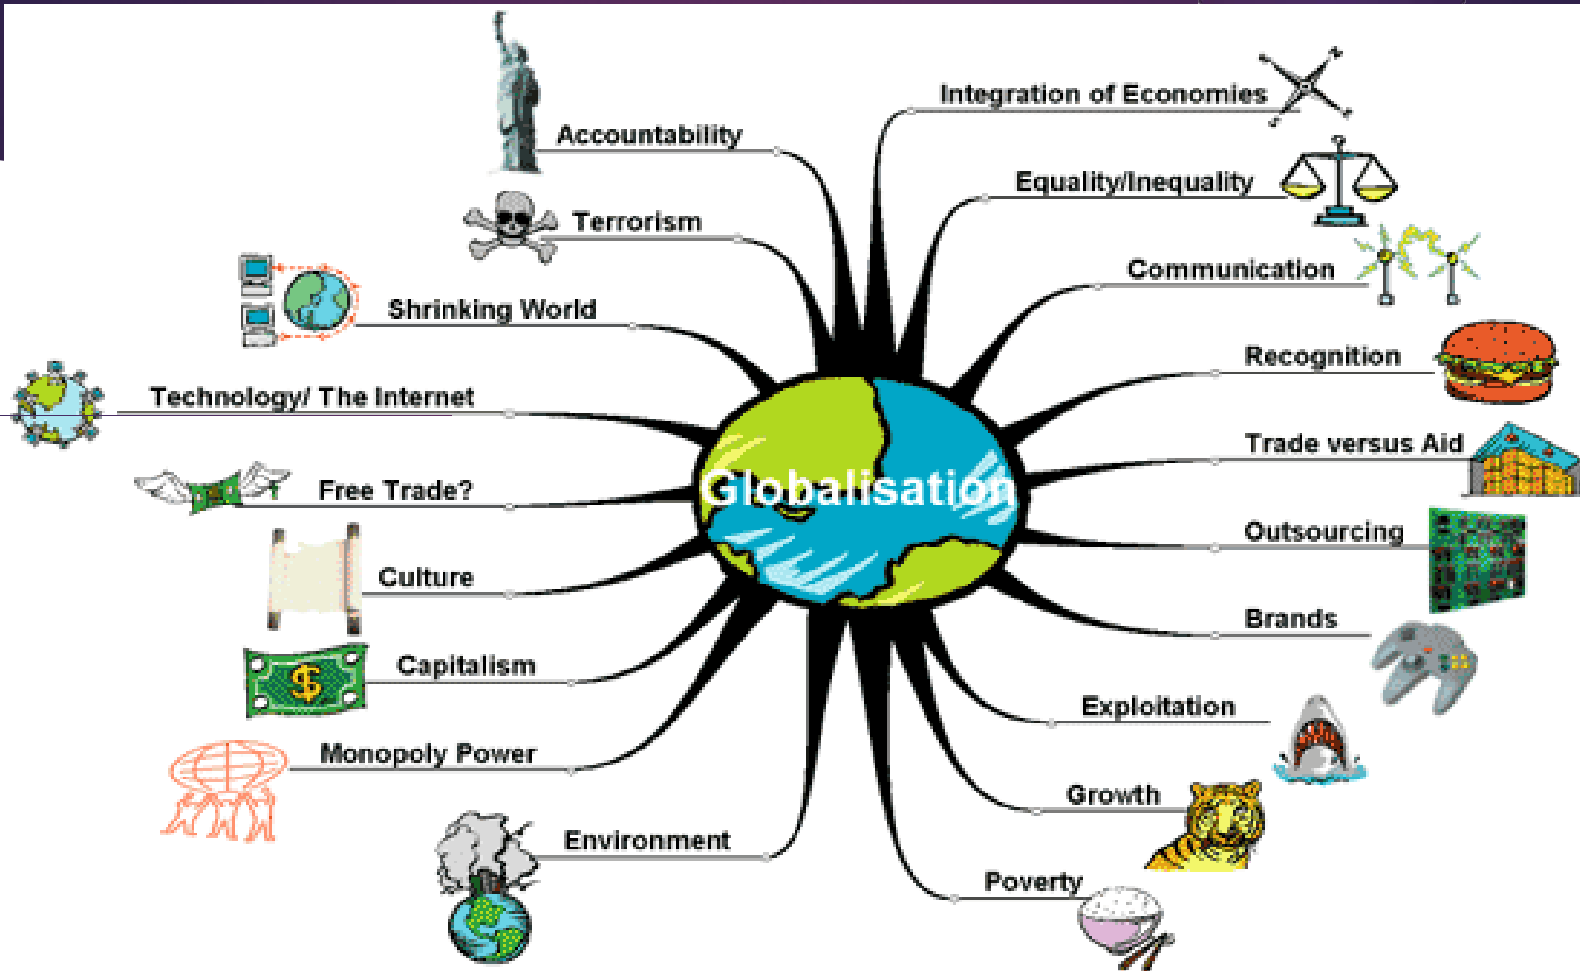 Accountability
Terrorism
Shrinking World
Technology/ The Internet
Free Trade?
Culture
Capitalism
Monopoly Power
Environment
Globalisation
Integration of Economies
Equality/Inequality
Communication
Recognition
Trade versus Aid
Outsourcing
Brands
Exploitation
Growth
Poverty